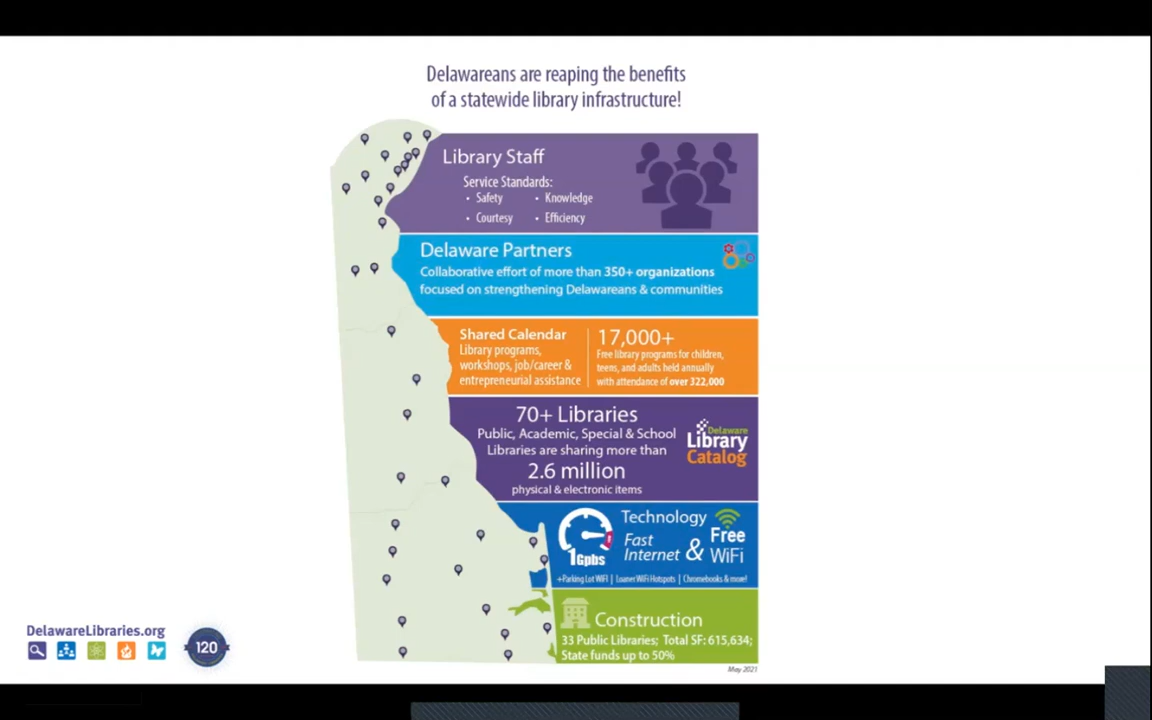 Delawareans are reaping the benefits
of a statewide library infrastructure!
Library Staff
Service Standards:
• Safety • Knowledge
• Courtesy • Efficiency
Delaware Partners
Collaborative effort of more than 350+ organizations
focused on strengthening Delawareans & communities
Shared Calendar
Library programs,
workshops, job/career &
entrepreneurial assistance
17,000+
Free library programs for children,
teens, and adults held annually
with attendance of over 322,000
70+ Libraries
Public, Academic, Special & School
Libraries are sharing more than
2.6 million
physical & electronic items
Delaware
Library
Catalog
1Gpbs
Technology
Fast
Internet
&
Free
WiFi
+Parking Lot WiFi | Loaner WiFi Hotspots | Chromebooks & more!
Construction
33 Public Libraries; Total SF: 615,634;
State funds up to 50%
May 2021
DelawareLibraries.org
120